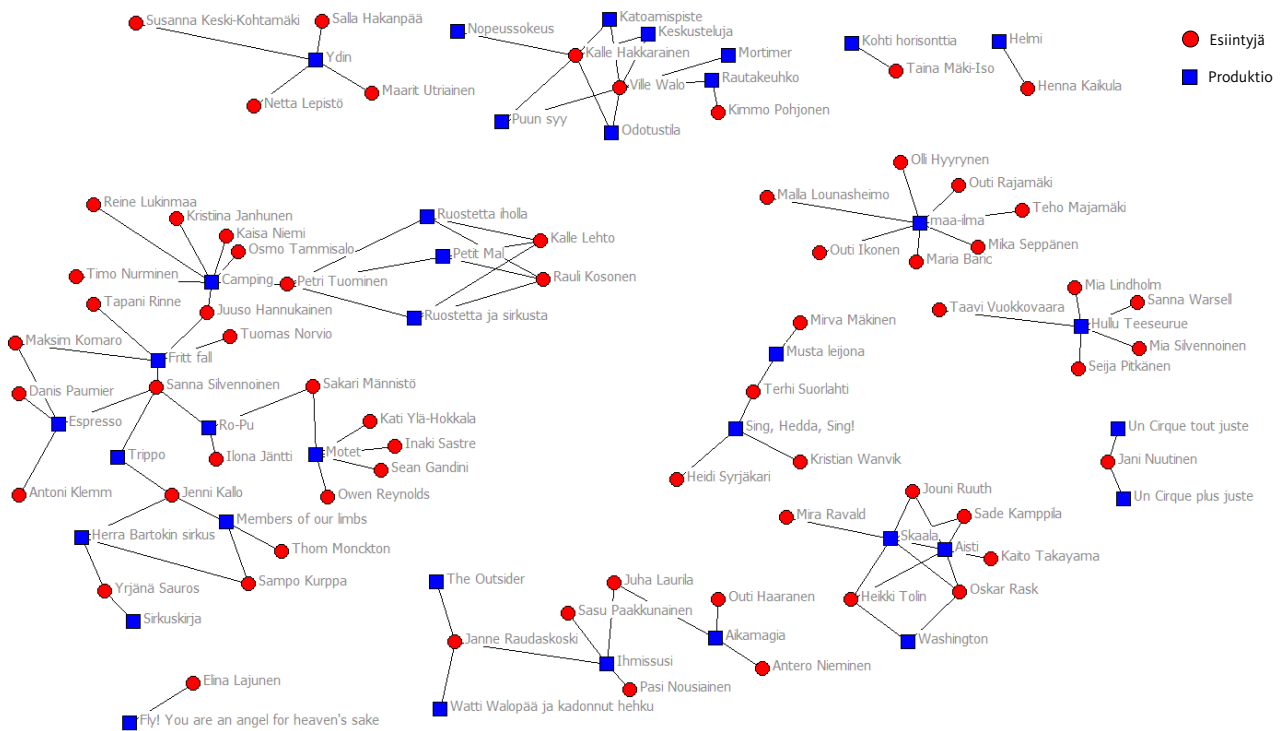 Susanna Keski-Kohtamäki
Salla Hakanpää
Ydin
Netta Lepistö
Maarit Utriainen
Nopeussokeus
Katoamispiste
Keskusteluja
Kalle Hakkarainen
Mortimer
Rautakeuhko
Ville Walo
Kimmo Pohjonen
Puun syy
Odotustila
Kohti horisonttia
Taina Mäki-Iso
Helmi
Henna Kaikula
Esiintyjä
Produktio
Reine Lukinmaa
Kristiina Janhunen
Kaisa Niemi
Osmo Tammisalo
Timo Nurminen
Camping
Petri Tuominen
Tapani Rinne
Juuso Hannukainen
Ruostetta iholla
Kalle Lehto
Petit Mal
Rauli Kosonen
Ruostetta ja sirkusta
Maksim Komaro
Tuomas Norvio
Fritt fall
Danis Paumier
Sanna Silvennoinen
Sakari Männistö
Espresso
Ro-Pu
Kati Ylä-Hokkala
Inaki Sastre
Motet
Sean Gandini
Trippo
Ilona Jäntti
Owen Reynolds
Antoni Klemm
Jenni Kallo
Members of our limbs
Herra Bartokin sirkus
Thom Monckton
Yrjänä Sauros
Sampo Kurppa
Sirkuskirja
Olli Hyyrynen
Outi Rajamäki
Malla Lounasheimo
Teho Majamäki
maa-ilma
Outi Ikonen
Maria Baric
Mika Seppänen
Mia Lindholm
Sanna Warsell
Taavi Vuokkovaara
Hullu Teeseurue
Mia Silvennoinen
Seija Pitkänen
Mirva Mäkinen
Musta leijona
Terhi Suorlahti
Sing, Hedda, Sing!
Kristian Wanvik
Heidi Syrjäkari
Un Cirque tout juste
Jani Nuutinen
Un Cirque plus juste
Jouni Ruuth
Mira Ravald
Sade Kamppila
Skaala
Aisti
Kaito Takayama
Heikki Tolin
Oskar Rask
Washington
The Outsider
Juha Laurila
Sasu Paakkunainen
Outi Haaranen
Janne Raudaskoski
Aikamagia
Ihmissusi
Antero Nieminen
Pasi Nousiainen
Watti Walopää ja kadonnut hehku
Elina Lajunen
Fly! You are an angel for heaven's sake